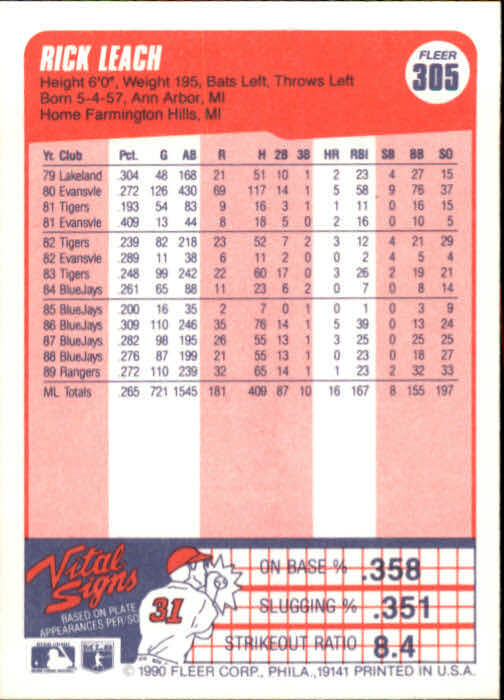 RICK LEACH
FLEER
305
Height 6'0", Weight 195, Bats Left, Throws Left
Born 5-4-57, Ann Arbor, MI
Home Farmington Hills, MI
Yr. Club Pct. G AB R H 2B 3B HR RBI SB BB SO
79 Lakeland .304 48 168 21 51 10 1 2 23 4 27 15
80 Evansvle .272 126 430 69 117 14 1 5 58 9 76 37
81 Tigers .193 54 83 9 16 3 1 1 11 0 16 15
81 Evansvle .409 13 44 8 18 5 0 2 16 0 10 5
82 Tigers .239 82 218 23 52 7 2 3 12 4 21 29
82 Evansvle .289 11 38 6 11 2 0 0 2 4 5 4
83 Tigers .248 99 242 22 60 17 0 3 26 2 19 21
84 BlueJays .261 65 88 11 23 6 2 0 7 0 8 14
85 BlueJays .200 16 35 2 7 0 1 0 1 0 3 9
86 BlueJays .309 110 246 35 76 14 1 5 39 0 13 24
87 BlueJays .282 98 195 26 55 13 1 3 25 0 25 25
88 BlueJays .276 87 199 21 55 13 1 0 23 0 18 27
89 Rangers .272 110 239 32 65 14 1 1 23 2 32 33
ML Totals .265 721 1545 181 409 87 10 16 167 8 155 197
Vital
Signs
BASED ON PLATE
APPEARANCES PER/SO
31
ON BASE % .358
SLUGGING % .351
STRIKEOUT RATIO 8.4
© 1990 FLEER CORP., PHILA., 19141 PRINTED IN U.S.A.